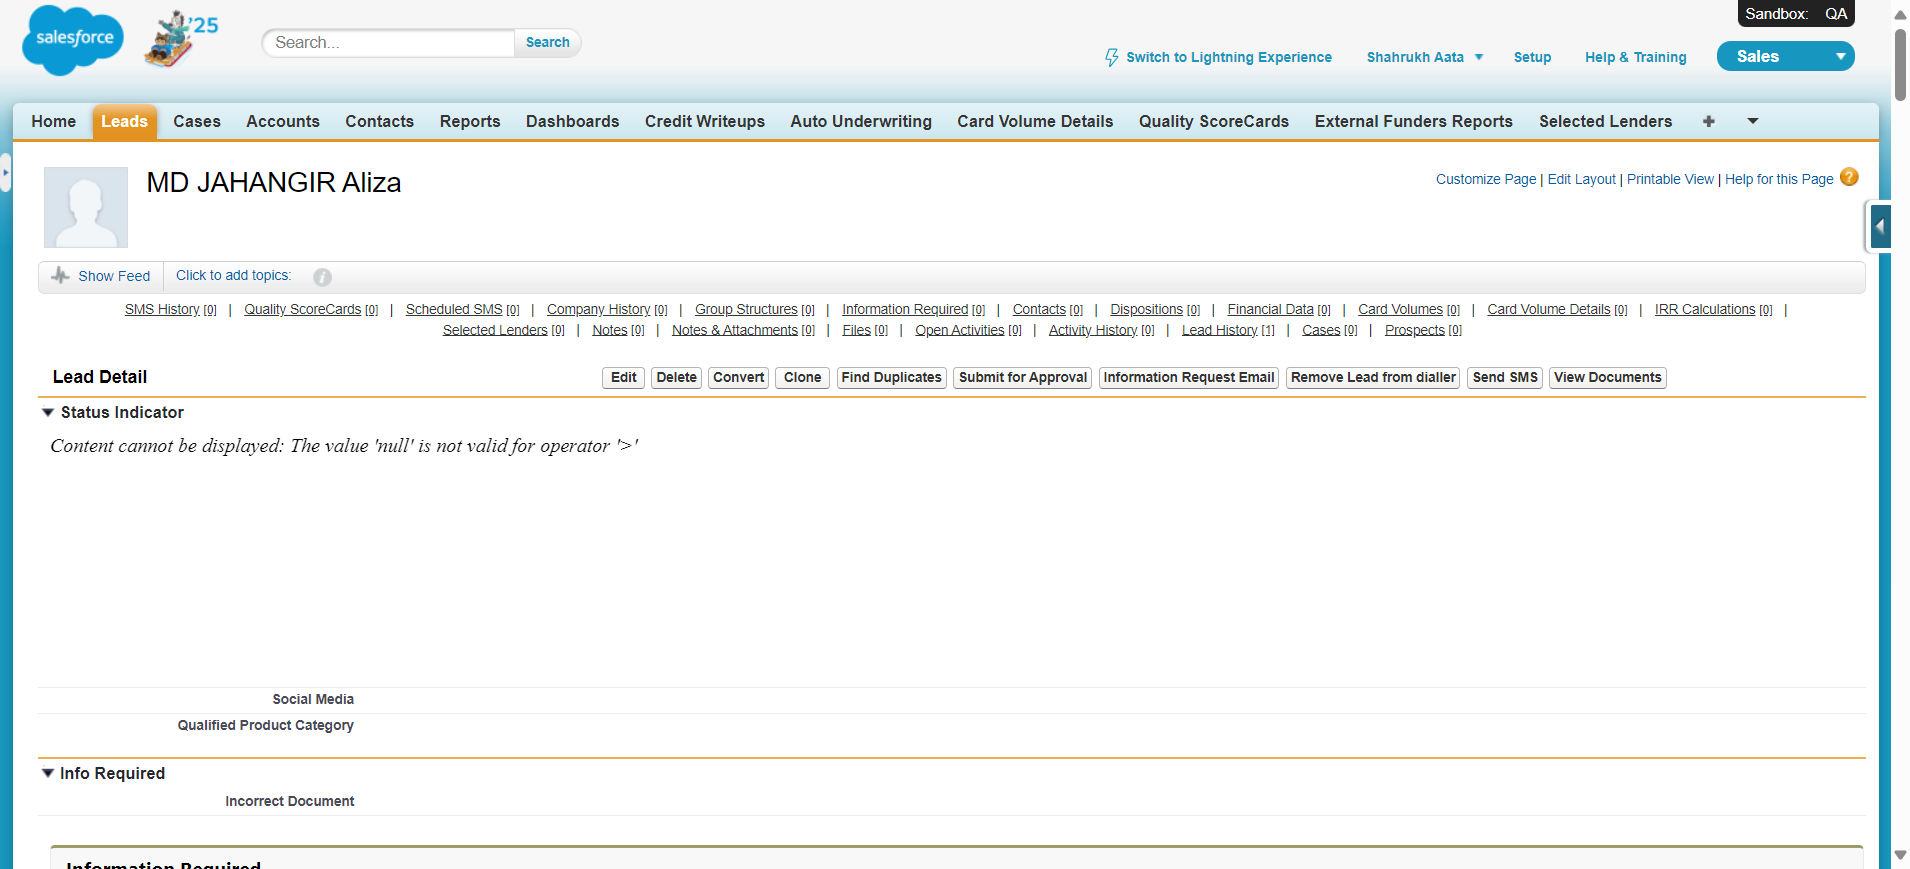 Sandbox: QA
salesforce
'25
Search...
Search
Switch to Lightning Experience
Shahrukh Aata
Setup
Help & Training
Sales
Home Leads Cases Accounts Contacts Reports Dashboards Credit Writeups Auto Underwriting Card Volume Details Quality ScoreCards External Funders Reports Selected Lenders +
MD JAHANGIR Aliza
Customize Page | Edit Layout | Printable View | Help for this Page ?
Show Feed Click to add topics: i
SMS History [0] | Quality ScoreCards [0] | Scheduled SMS [0] | Company History [0] | Group Structures [0] | Information Required [0] | Contacts [0] | Dispositions [0] | Financial Data [0] | Card Volumes [0] | Card Volume Details [0] | IRR Calculations [0] |
Selected Lenders [0] | Notes [0] | Notes & Attachments [0] | Files [0] | Open Activities [0] | Activity History [0] | Lead History [1] | Cases [0] | Prospects [0]
Lead Detail
Edit Delete Convert Clone Find Duplicates Submit for Approval Information Request Email Remove Lead from dialler Send SMS View Documents
Status Indicator
Content cannot be displayed: The value 'null' is not valid for operator '>'
Social Media
Qualified Product Category
Info Required
Incorrect Document
Information Required